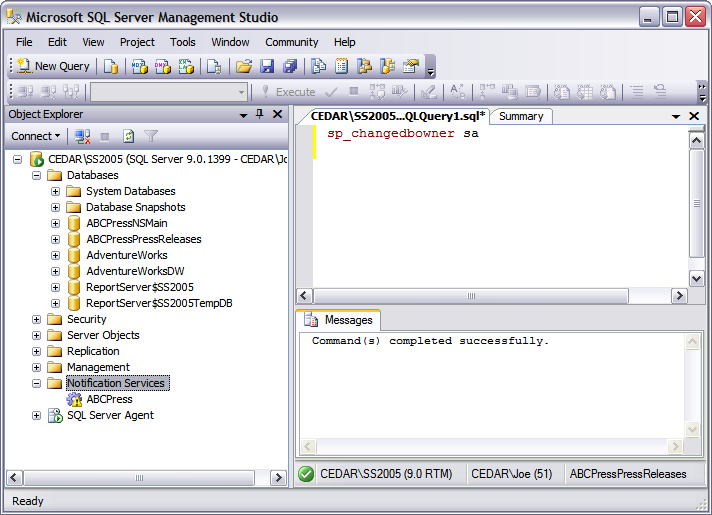 Microsoft SQL Server Management Studio
File Edit View Project Tools Window Community Help
New Query
Execute
Object Explorer
Connect
CEDAR\SS2005 (SQL Server 9.0.1399 - CEDAR\Jo
Databases
System Databases
Database Snapshots
ABCPressNSMain
ABCPressPressReleases
AdventureWorks
AdventureWorksDW
ReportServer$SS2005
ReportServer$SS2005TempDB
Security
Server Objects
Replication
Management
Notification Services
ABCPress
SQL Server Agent
CEDAR\SS2005...QLQuery1.sql* Summary
sp_changedbowner sa
Messages
Command(s) completed successfully.
CEDAR\SS2005 (9.0 RTM) CEDAR\Joe (51) ABCPressPressReleases
Ready